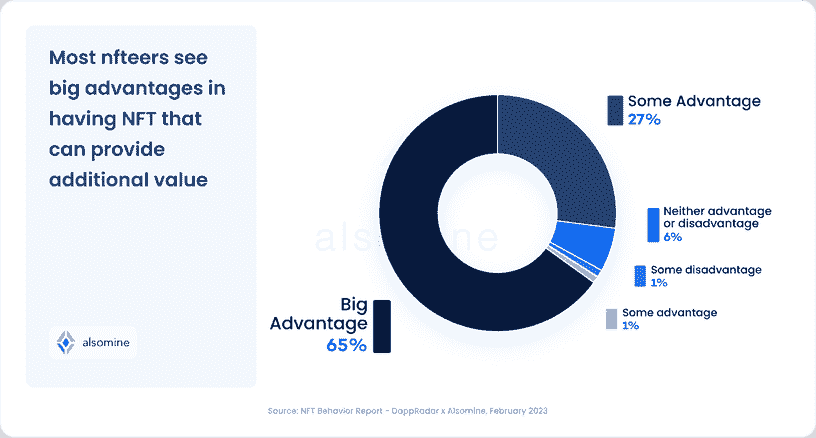 Most nfteers see
big advantages in
having NFT that
can provide
additional value
alsomine
Some Advantage
27%
Neither advantage
or disadvantage
6%
Some disadvantage
1%
Some advantage
1%
Big
Advantage
65%
alsomine
Source: NFT Behavior Report - DappRadar x Alsomine, February 2023